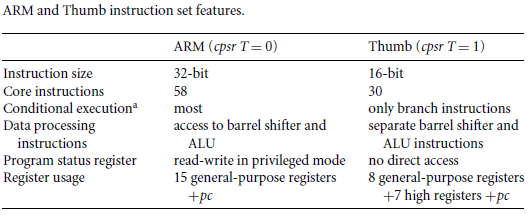 ARM and Thumb instruction set features.
ARM (cpsr T = 0) Thumb (cpsr T = 1)
Instruction size 32-bit 16-bit
Core instructions 58 30
Conditional executionᵃ most only branch instructions
Data processing access to barrel shifter and separate barrel shifter and
instructions ALU ALU instructions
Program status register read-write in privileged mode no direct access
Register usage 15 general-purpose registers 8 general-purpose registers
+pc +7 high registers +pc